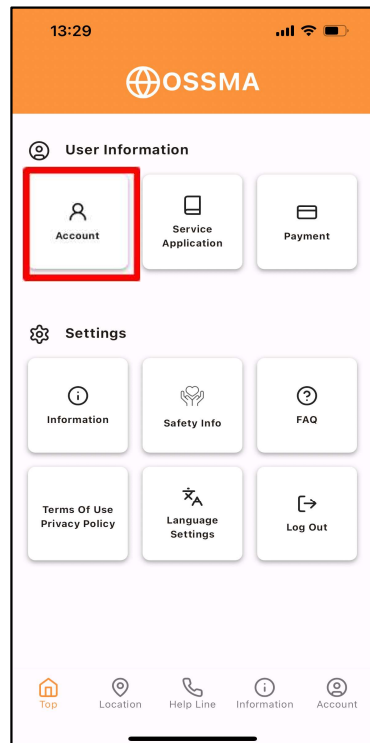 13:29
OSSMA
User Information
Account
Service
Application
Payment
Settings
Information
Safety Info
FAQ
Terms Of Use
Privacy Policy
Language
Settings
Log Out
Top
Location
Help Line
Information
Account